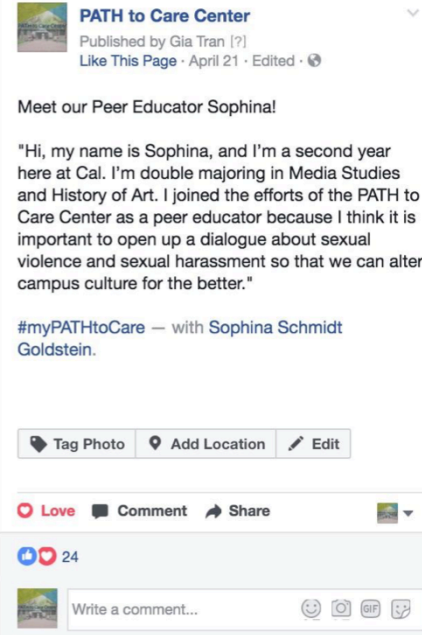 PATH to Care Center
Published by Gia Tran [?]
Like This Page · April 21 · Edited ·
Meet our Peer Educator Sophina!
"Hi, my name is Sophina, and I'm a second year
here at Cal. I'm double majoring in Media Studies
and History of Art. I joined the efforts of the PATH to
Care Center as a peer educator because I think it is
important to open up a dialogue about sexual
violence and sexual harassment so that we can alter
campus culture for the better."
#myPATHtoCare — with Sophina Schmidt
Goldstein.
Tag Photo Add Location Edit
Love Comment Share
24
Write a comment... GIF